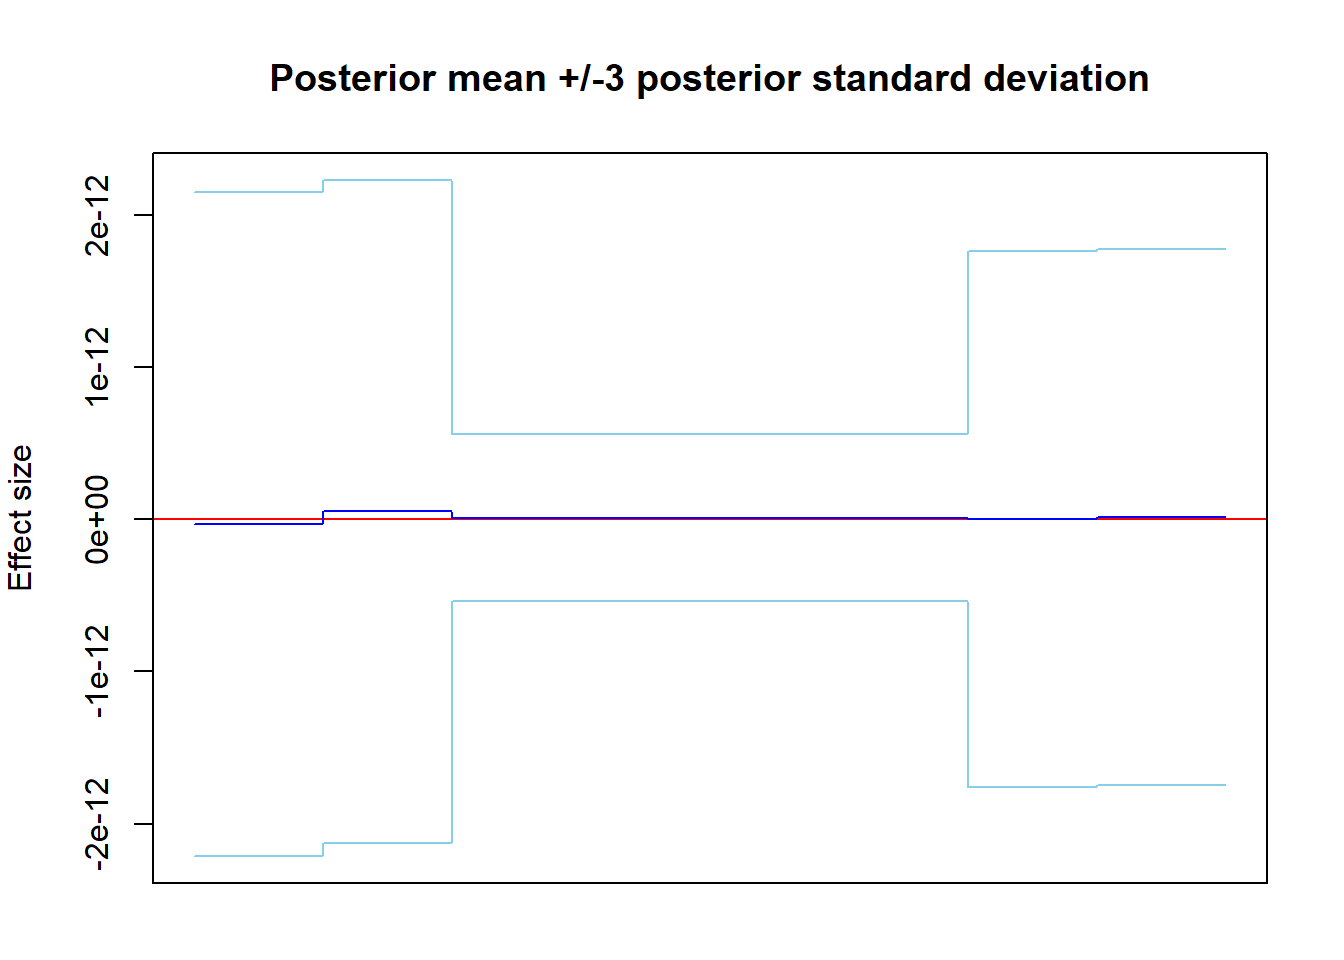 Posterior mean +/-3 posterior standard deviation
Effect size
2e-12
1e-12
0e+00
-1e-12
-2e-12